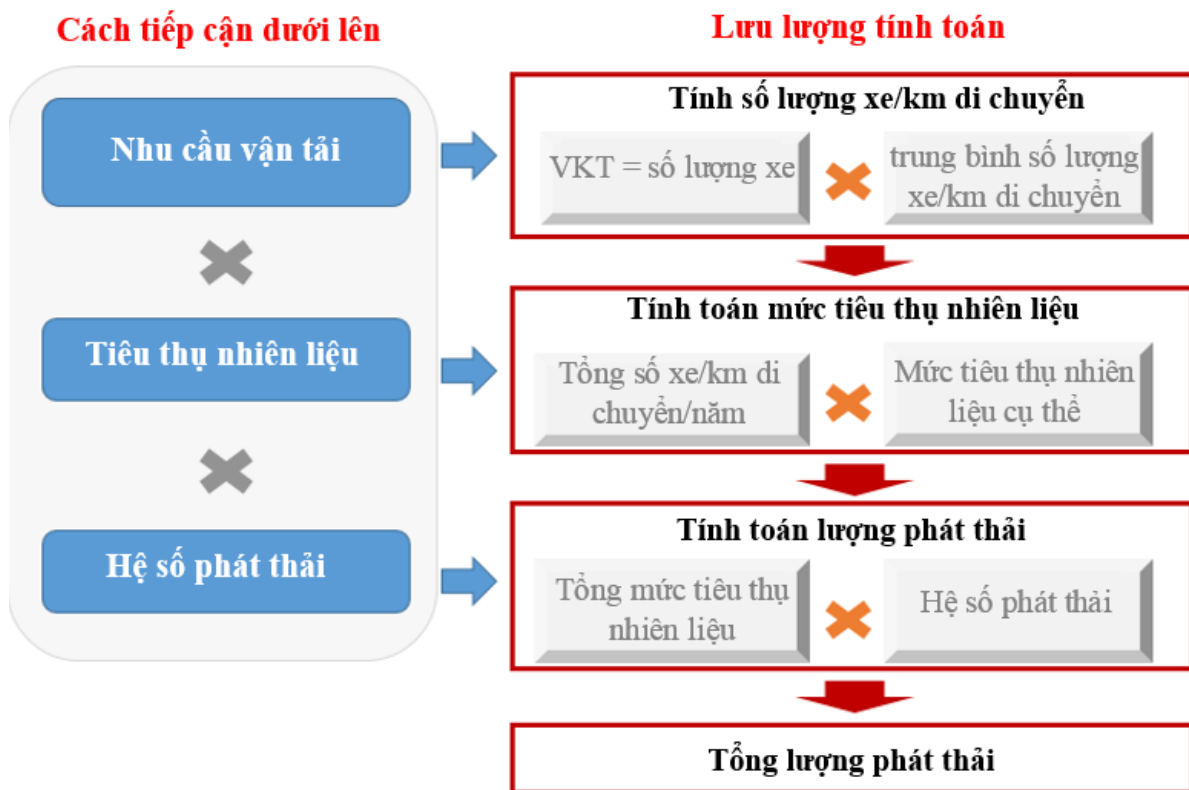 Cách tiếp cận dưới lên
Lưu lượng tính toán
Nhu cầu vận tải
Tính số lượng xe/km di chuyển
VKT = số lượng xe
trung bình số lượng
xe/km di chuyển
Tiêu thụ nhiên liệu
Tính toán mức tiêu thụ nhiên liệu
Tổng số xe/km di
chuyển/năm
Mức tiêu thụ nhiên
liệu cụ thể
Hệ số phát thải
Tính toán lượng phát thải
Tổng mức tiêu thụ
nhiên liệu
Hệ số phát thải
Tổng lượng phát thải